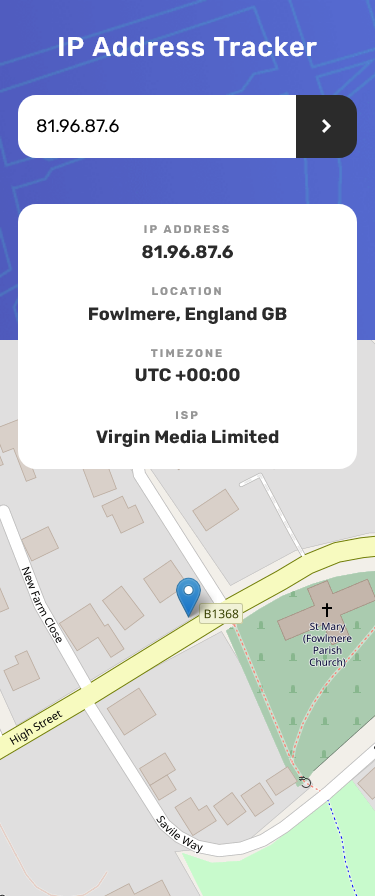 IP Address Tracker
81.96.87.6
IP ADDRESS
81.96.87.6
LOCATION
Fowlmere, England GB
TIMEZONE
UTC +00:00
ISP
Virgin Media Limited
New Farm Close
B1368
St Mary
(Fowlmere
Parish
Church)
High Street
Savile Way